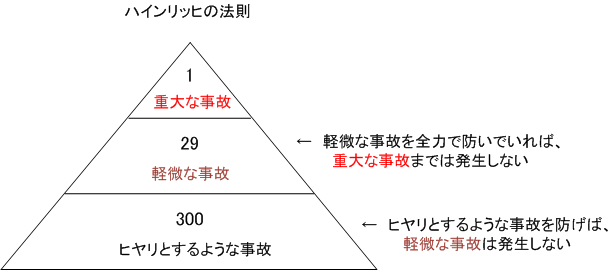 ハインリッヒの法則
1
重大な事故
29
軽微な事故
← 軽微な事故を全力で防いでいれば、
重大な事故までは発生しない
300
ヒヤリとするような事故
← ヒヤリとするような事故を防げば、
軽微な事故は発生しない